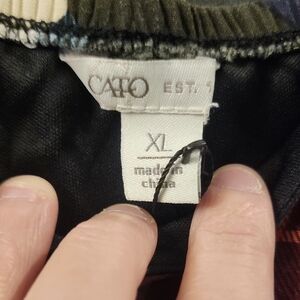 CATO EST.
XL
made in
china